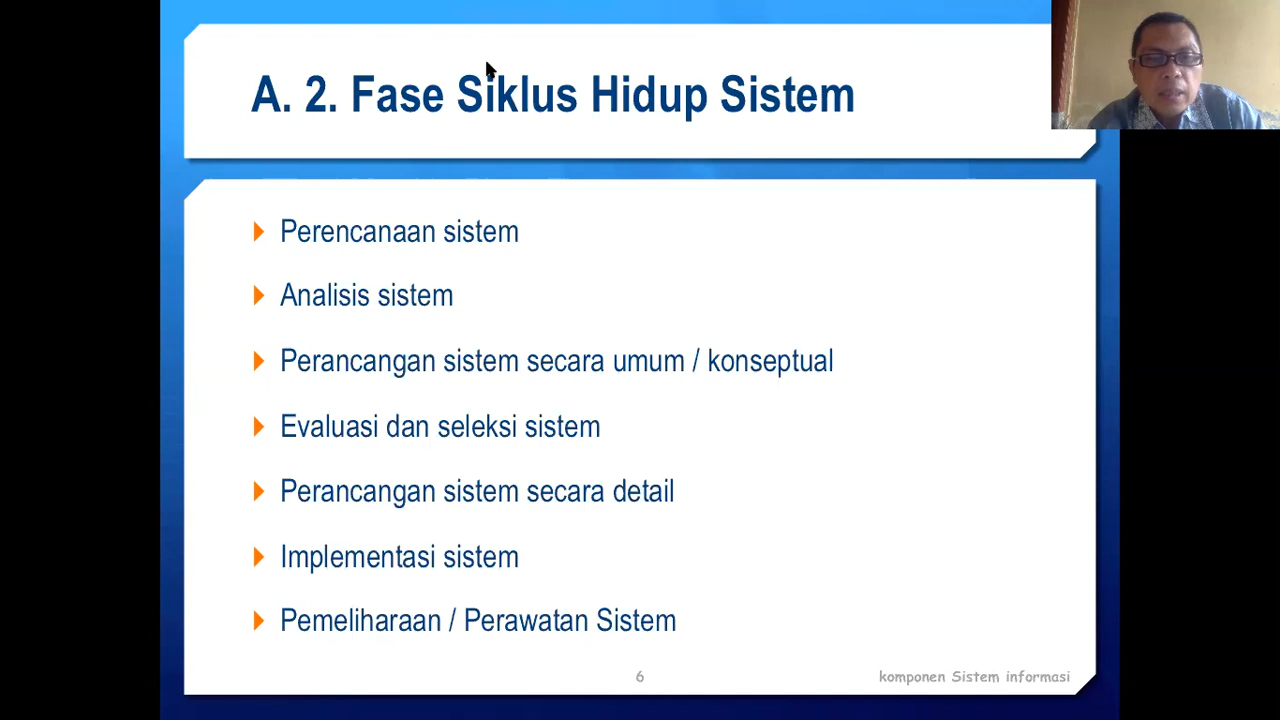 A. 2. Fase Siklus Hidup Sistem
Perencanaan sistem
Analisis sistem
Perancangan sistem secara umum / konseptual
Evaluasi dan seleksi sistem
Perancangan sistem secara detail
Implementasi sistem
Pemeliharaan / Perawatan Sistem
6
komponen Sistem informasi